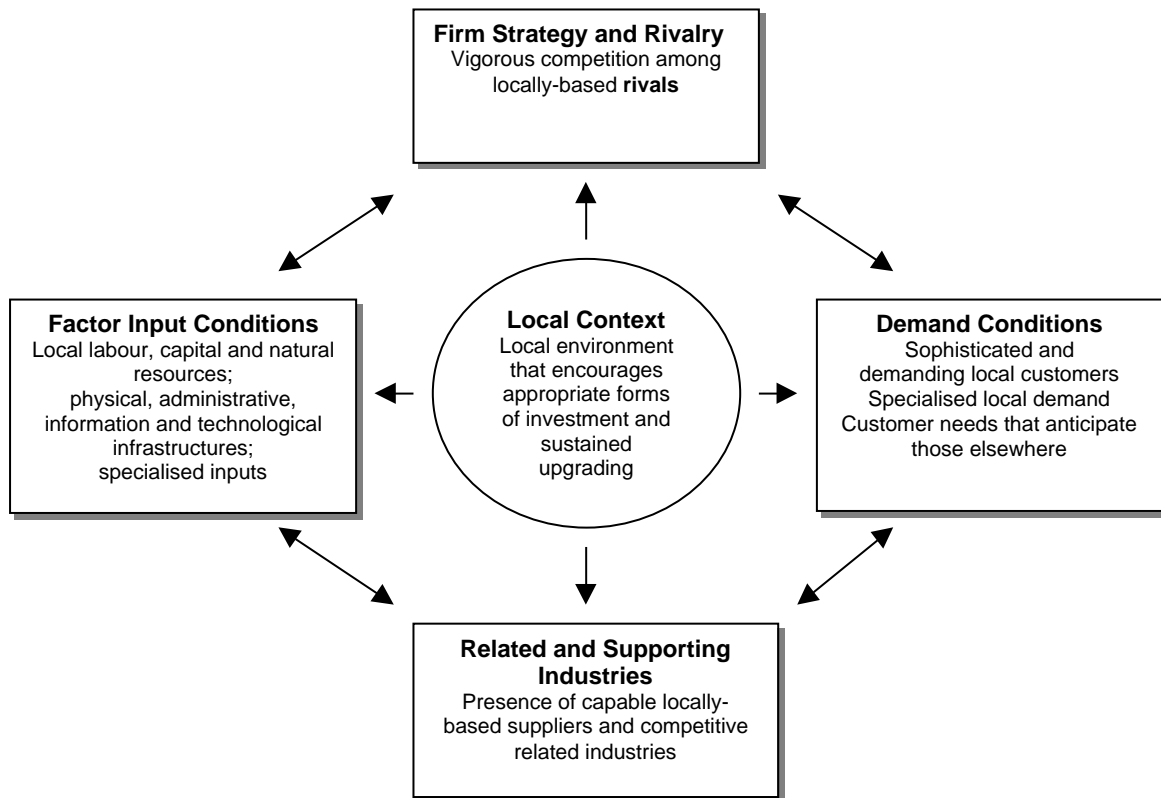 Firm Strategy and Rivalry
Vigorous competition among
locally-based rivals
Factor Input Conditions
Local labour, capital and natural
resources;
physical, administrative,
information and technological
infrastructures;
specialised inputs
Local Context
Local environment
that encourages
appropriate forms
of investment and
sustained
upgrading
Demand Conditions
Sophisticated and
demanding local customers
Specialised local demand
Customer needs that anticipate
those elsewhere
Related and Supporting
Industries
Presence of capable locally-
based suppliers and competitive
related industries